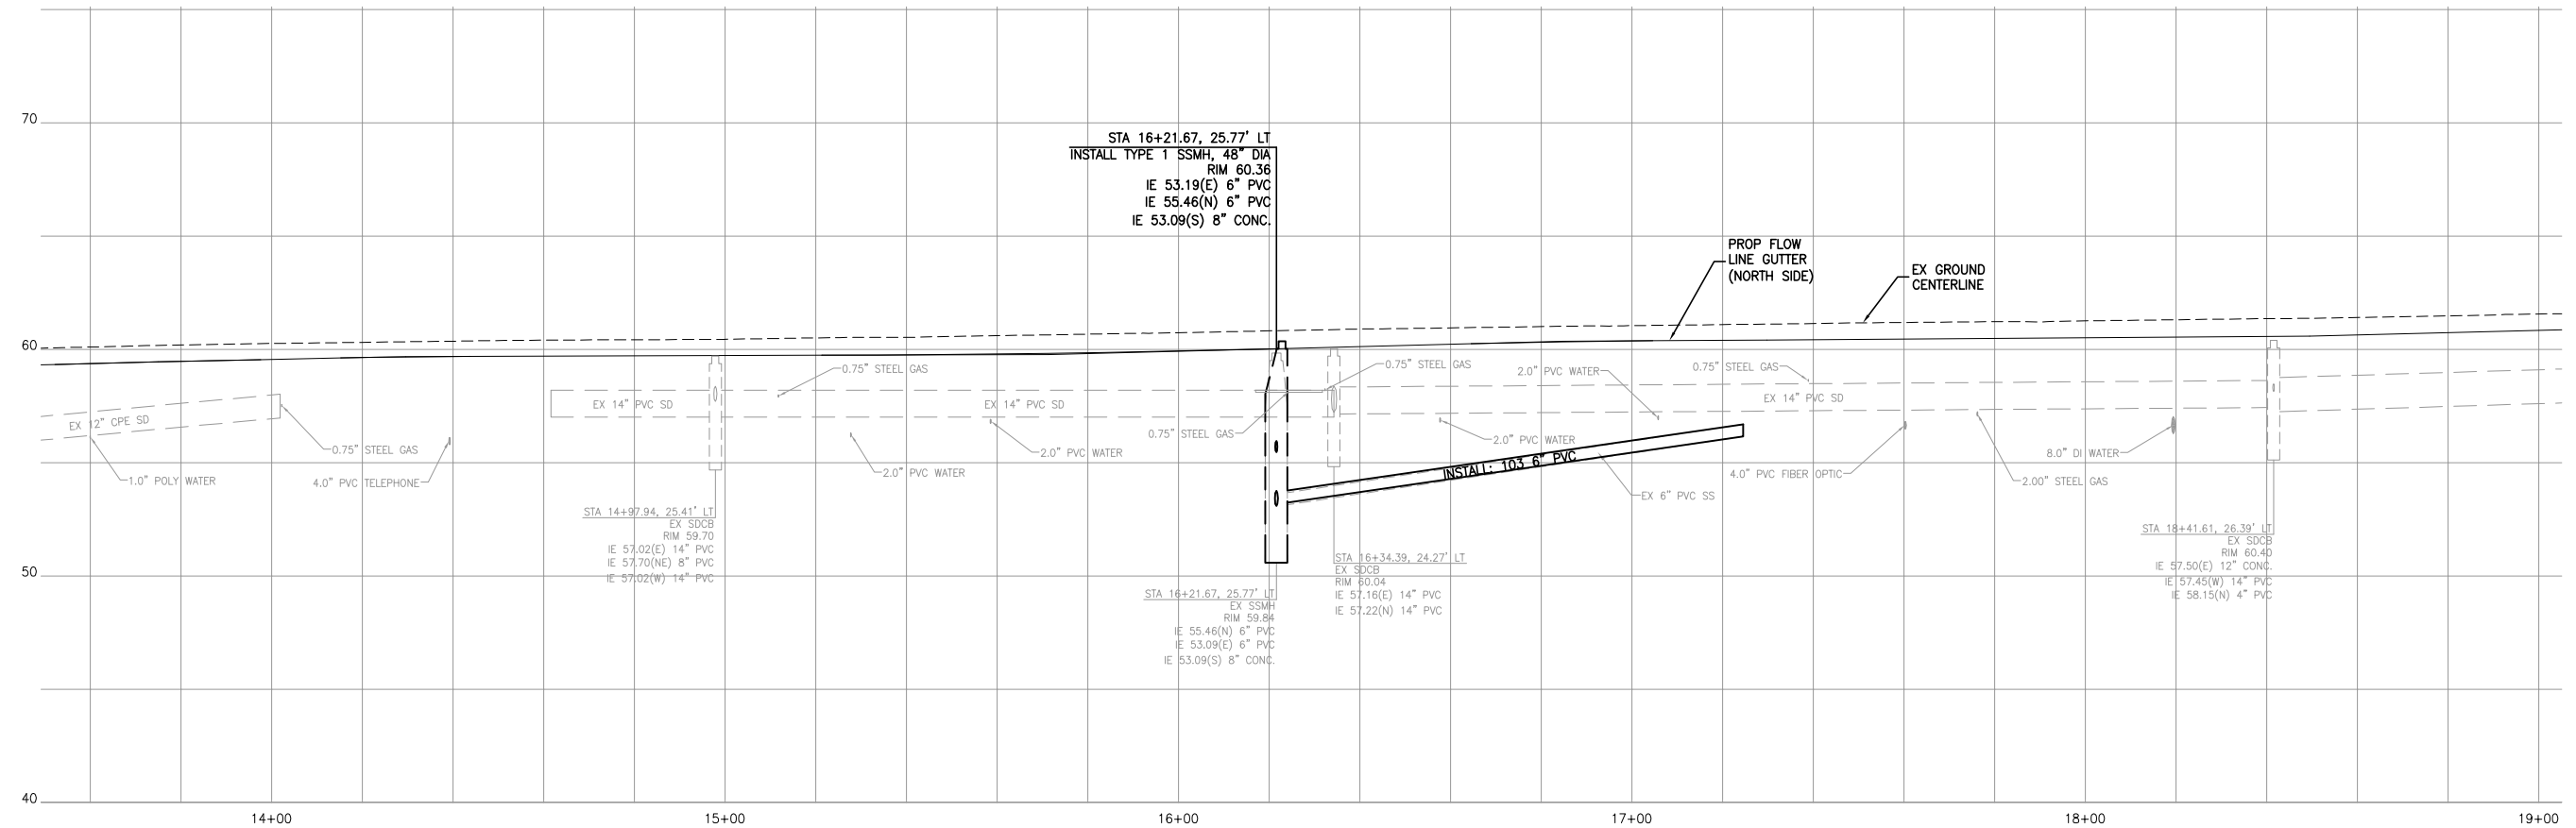 70
STA 16+21.67, 25.77' LT
INSTALL TYPE 1 SSMH, 48" DIA
RIM 60.36
IE 53.19(E) 6" PVC
IE 55.46(N) 6" PVC
IE 53.09(S) 8" CONC.
PROP FLOW
LINE GUTTER
(NORTH SIDE)
EX GROUND
CENTERLINE
60
0.75" STEEL GAS
0.75" STEEL GAS
2.0" PVC WATER
0.75" STEEL GAS
EX 12" CPE SD
EX 14" PVC SD
EX 14" PVC SD
EX 14" PVC SD
0.75" STEEL GAS
0.75" STEEL GAS
2.0" PVC WATER
2.0" PVC WATER
8.0" DI WATER
1.0" POLY WATER
4.0" PVC TELEPHONE
2.0" PVC WATER
INSTALL: 103 6" PVC
4.0" PVC FIBER OPTIC
2.00" STEEL GAS
EX 6" PVC SS
STA 14+97.94, 25.41' LT
EX SDCB
RIM 59.70
IE 57.02(E) 14" PVC
IE 57.70(NE) 8" PVC
IE 57.02(W) 14" PVC
STA 18+41.61, 26.39' LT
EX SDCB
RIM 60.40
IE 57.50(E) 12" CONC.
IE 57.45(W) 14" PVC
IE 58.15(N) 4" PVC
STA 16+34.39, 24.27' LT
EX SDCB
RIM 60.04
IE 57.16(E) 14" PVC
IE 57.22(N) 14" PVC
50
STA 16+21.67, 25.77' LT
EX SSMH
RIM 59.84
IE 55.46(N) 6" PVC
IE 53.09(E) 6" PVC
IE 53.09(S) 8" CONC.
40
14+00
15+00
16+00
17+00
18+00
19+00